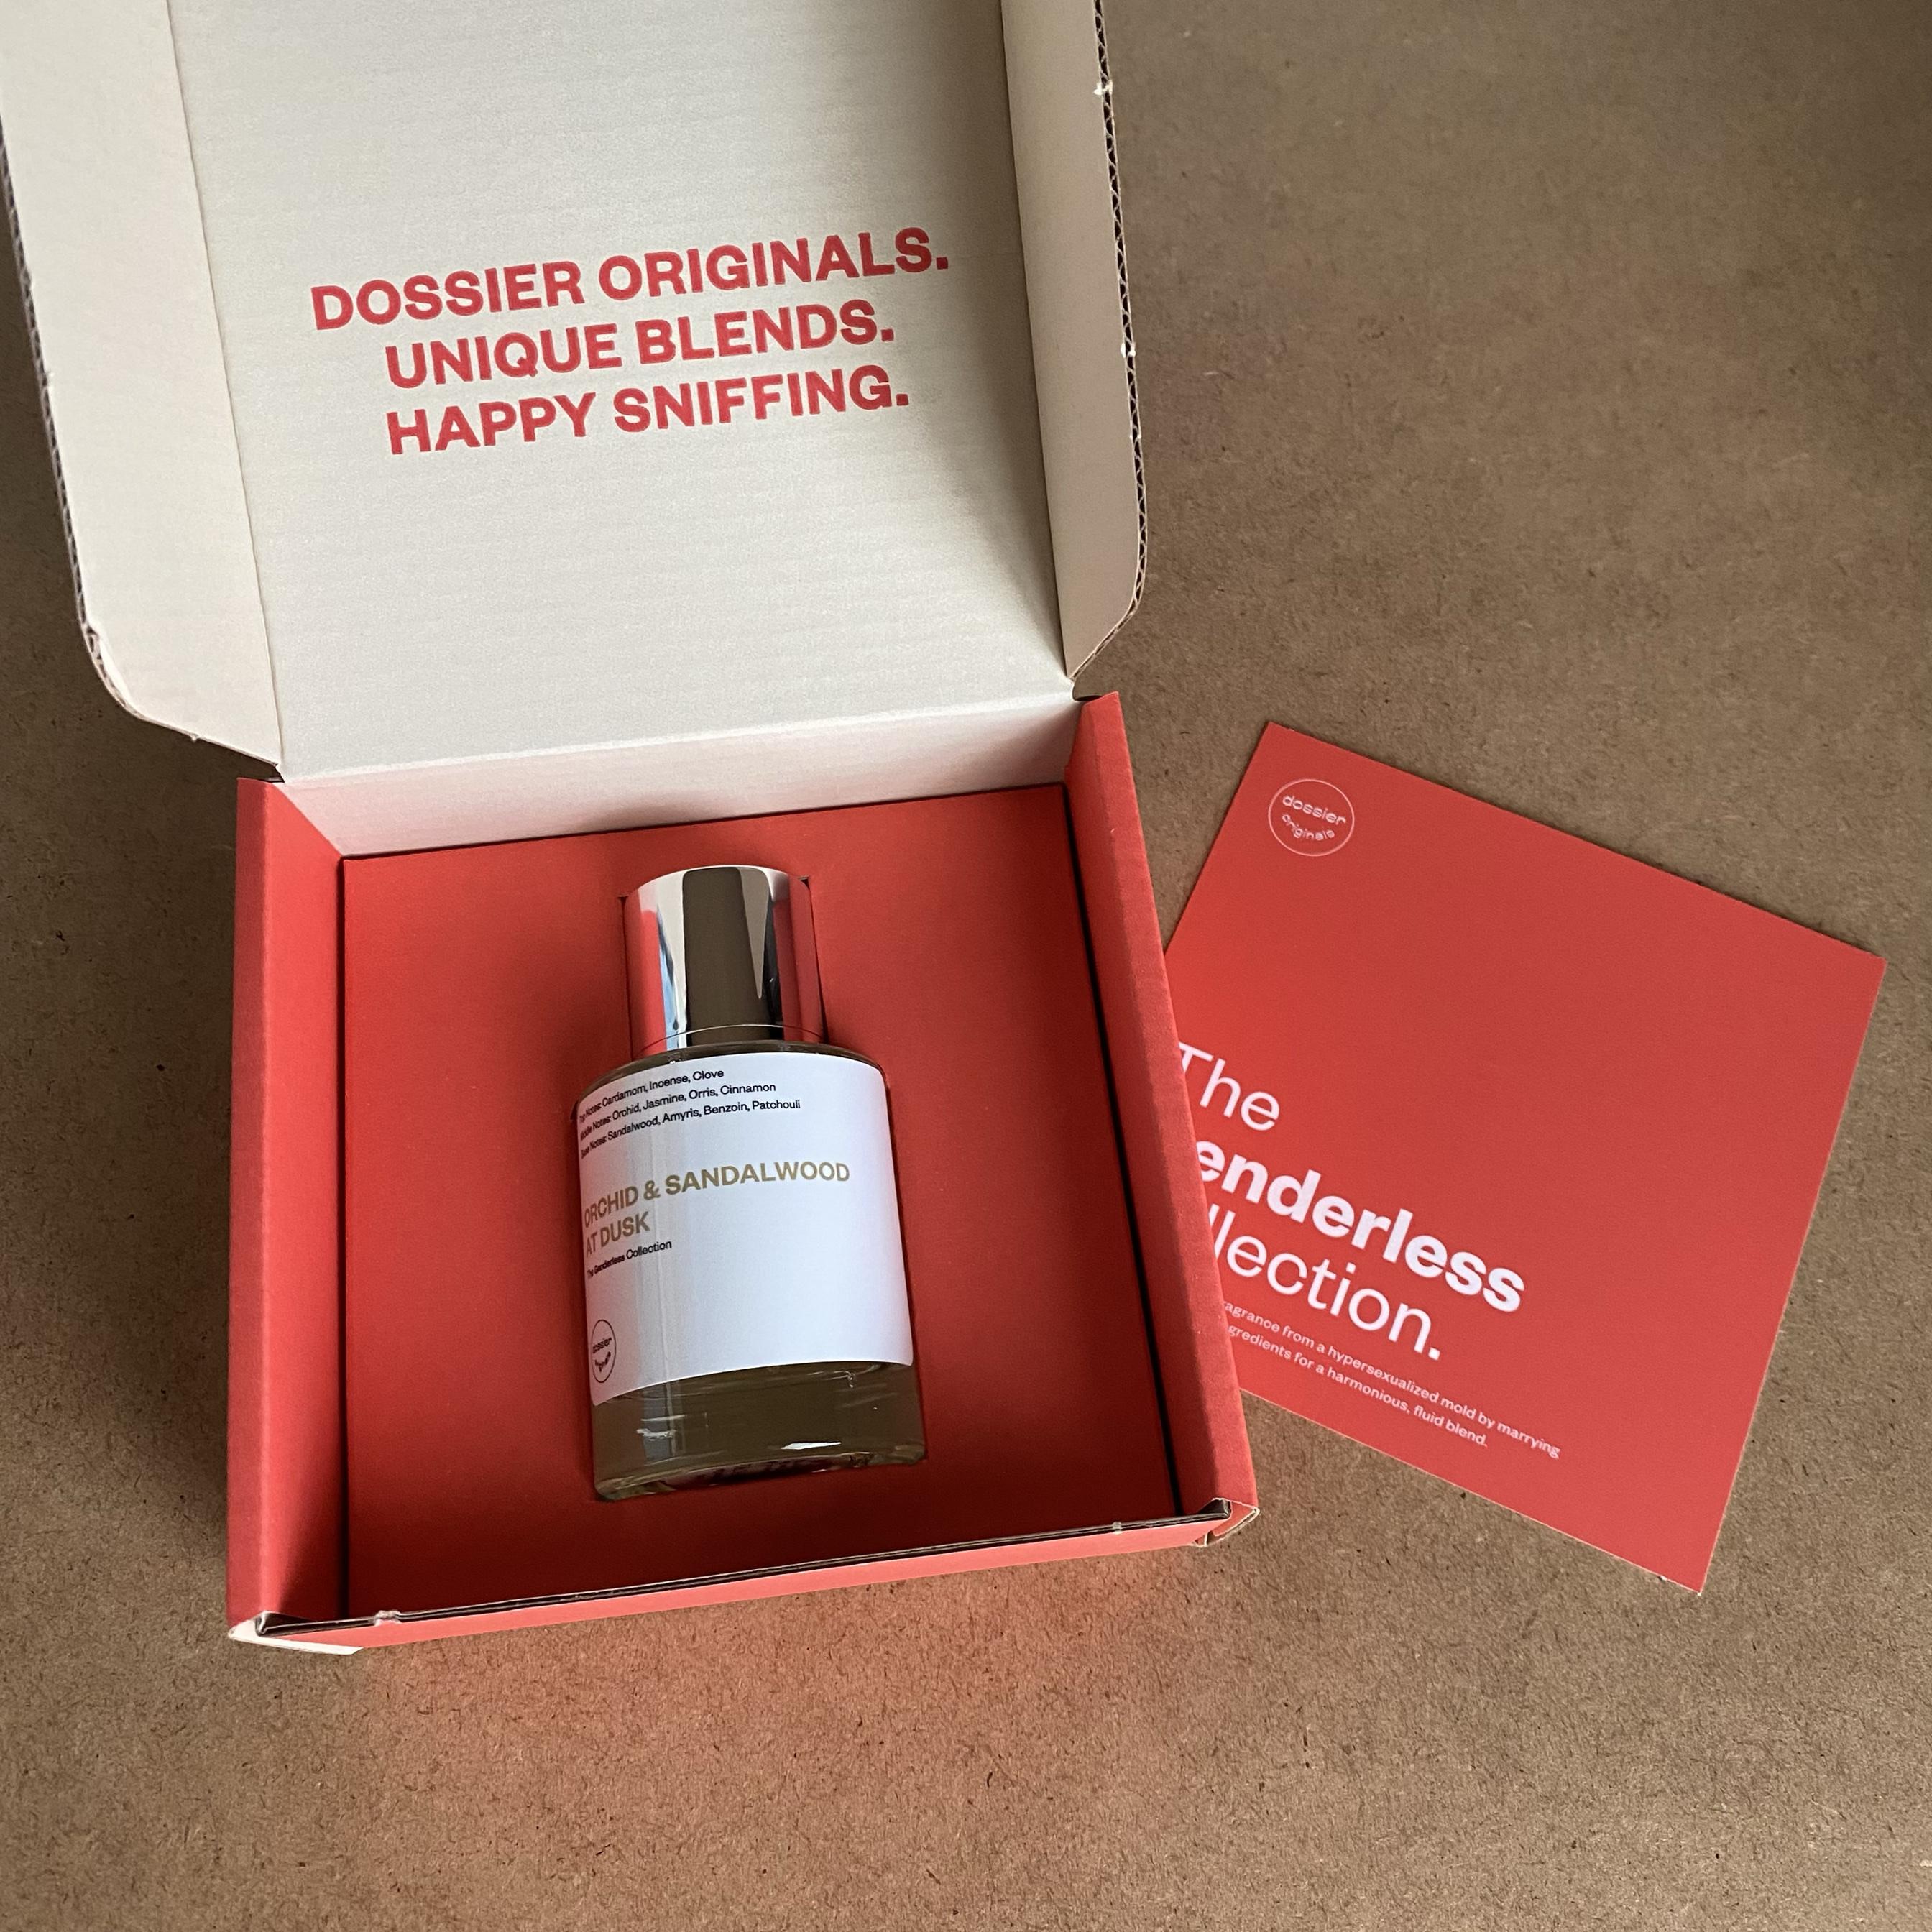 DOSSIER ORIGINALS.
UNIQUE BLENDS.
HAPPY SNIFFING.
Top Notes: Cardamom, Incense, Clove
Middle Notes: Orchid, Jasmine, Orris, Cinnamon
Base Notes: Sandalwood, Amyris, Benzoin, Patchouli
ORCHID & SANDALWOOD
AT DUSK
The Genderless Collection
dossier
originals
dossier
originals
The
enderless
llection.
from a hypersexualized mold by marrying
for a harmonious, fluid blend.